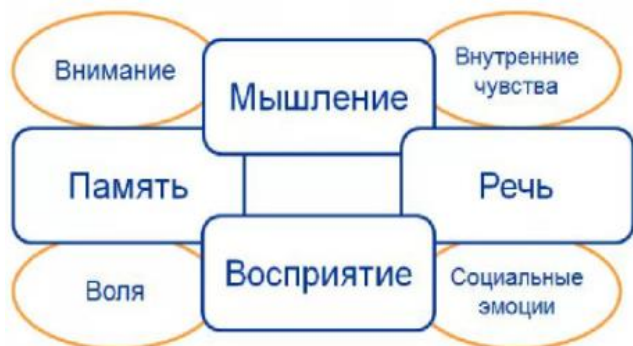 Внимание
Мышление
Внутренние
чувства
Память
Речь
Воля
Восприятие
Социальные
эмоции